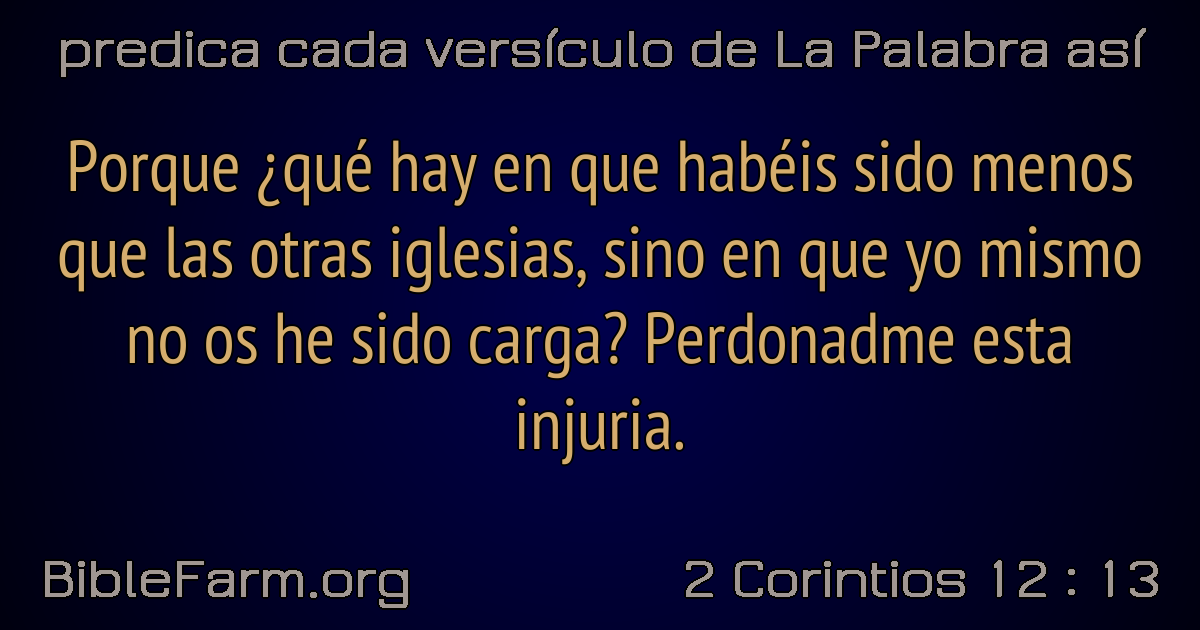 predica cada versículo de La Palabra así
Porque ¿qué hay en que habéis sido menos
que las otras iglesias, sino en que yo mismo
no os he sido carga? Perdonadme esta
injuria.
BibleFarm.org
2 Corintios 12 : 13